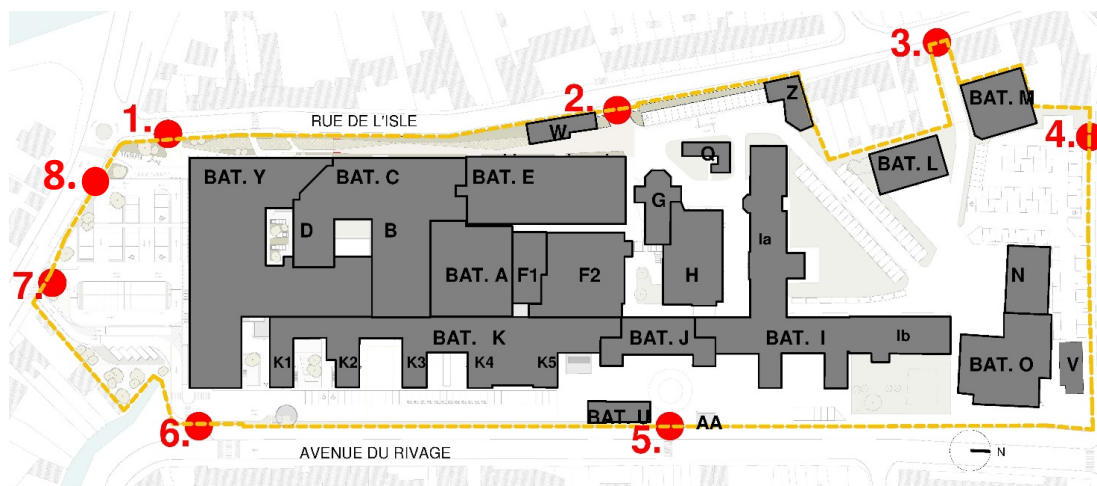 3.
2.
RUE DE L'ISLE
1.
Z
BAT. M
W
4.
Q
BAT. L
8.
BAT. Y
BAT. C
BAT. E
G
D
B
Ia
BAT. A
F1
F2
H
N
7.
BAT. K
BAT. J
BAT. I
Ib
K1
K2
K3
K4
K5
BAT. O
V
BAT. U
AA
6.
5.
AVENUE DU RIVAGE
N